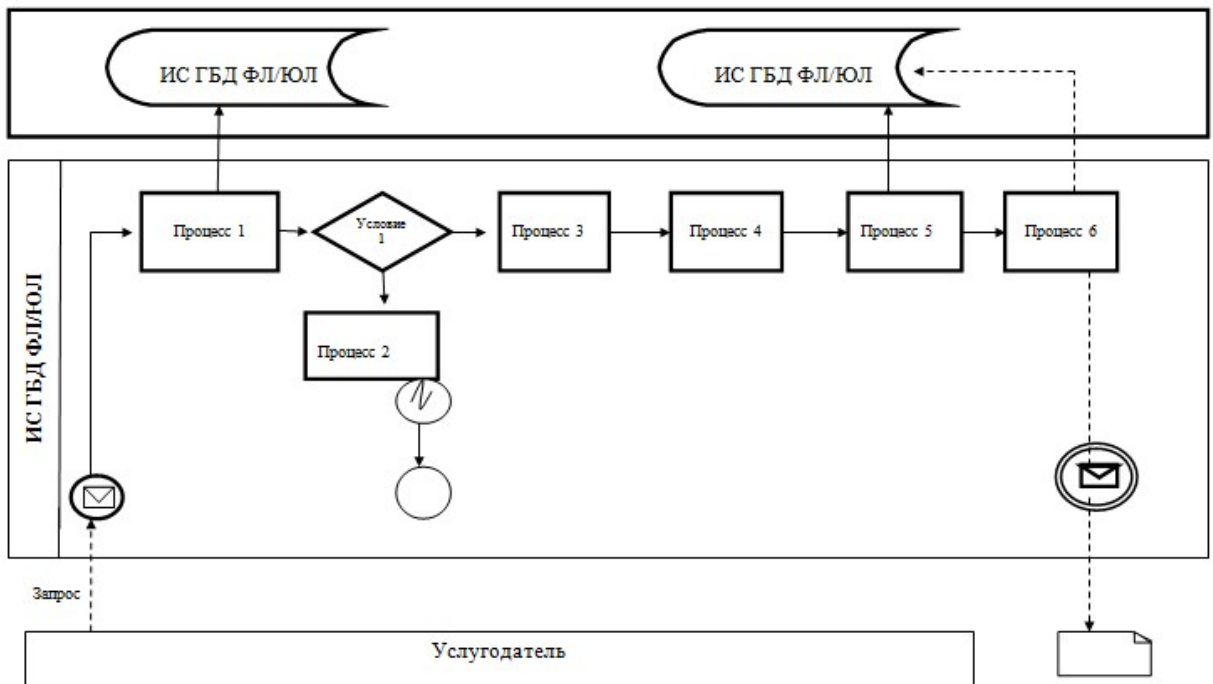 ИС ГБД ФЛ/ЮЛ
ИС ГБД ФЛ/ЮЛ
ИС ГБД ФЛ/ЮЛ
Процесс 1
Условие
1
Процесс 3
Процесс 4
Процесс 5
Процесс 6
Процесс 2
Запрос
Услугодатель